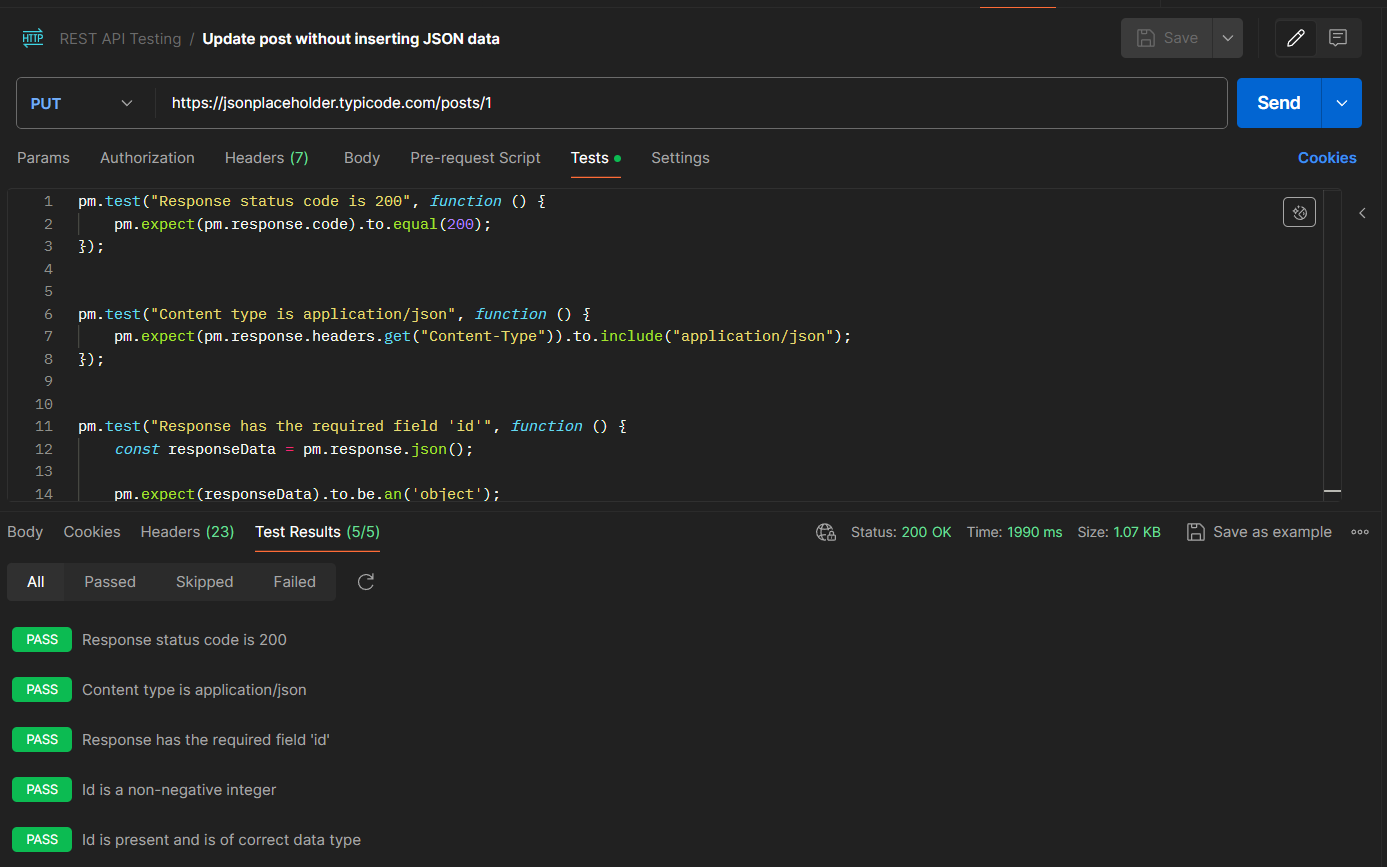 HTTP REST API Testing / Update post without inserting JSON data Save
PUT https://jsonplaceholder.typicode.com/posts/1 Send
Params Authorization Headers (7) Body Pre-request Script Tests Settings Cookies
1 pm.test("Response status code is 200", function () {
2 pm.expect(pm.response.code).to.equal(200);
3 });
4
5
6 pm.test("Content type is application/json", function () {
7 pm.expect(pm.response.headers.get("Content-Type")).to.include("application/json");
8 });
9
10
11 pm.test("Response has the required field 'id'", function () {
12 const responseData = pm.response.json();
13
14 pm.expect(responseData).to.be.an('object');
Body Cookies Headers (23) Test Results (5/5) Status: 200 OK Time: 1990 ms Size: 1.07 KB Save as example
All Passed Skipped Failed
PASS Response status code is 200
PASS Content type is application/json
PASS Response has the required field 'id'
PASS Id is a non-negative integer
PASS Id is present and is of correct data type